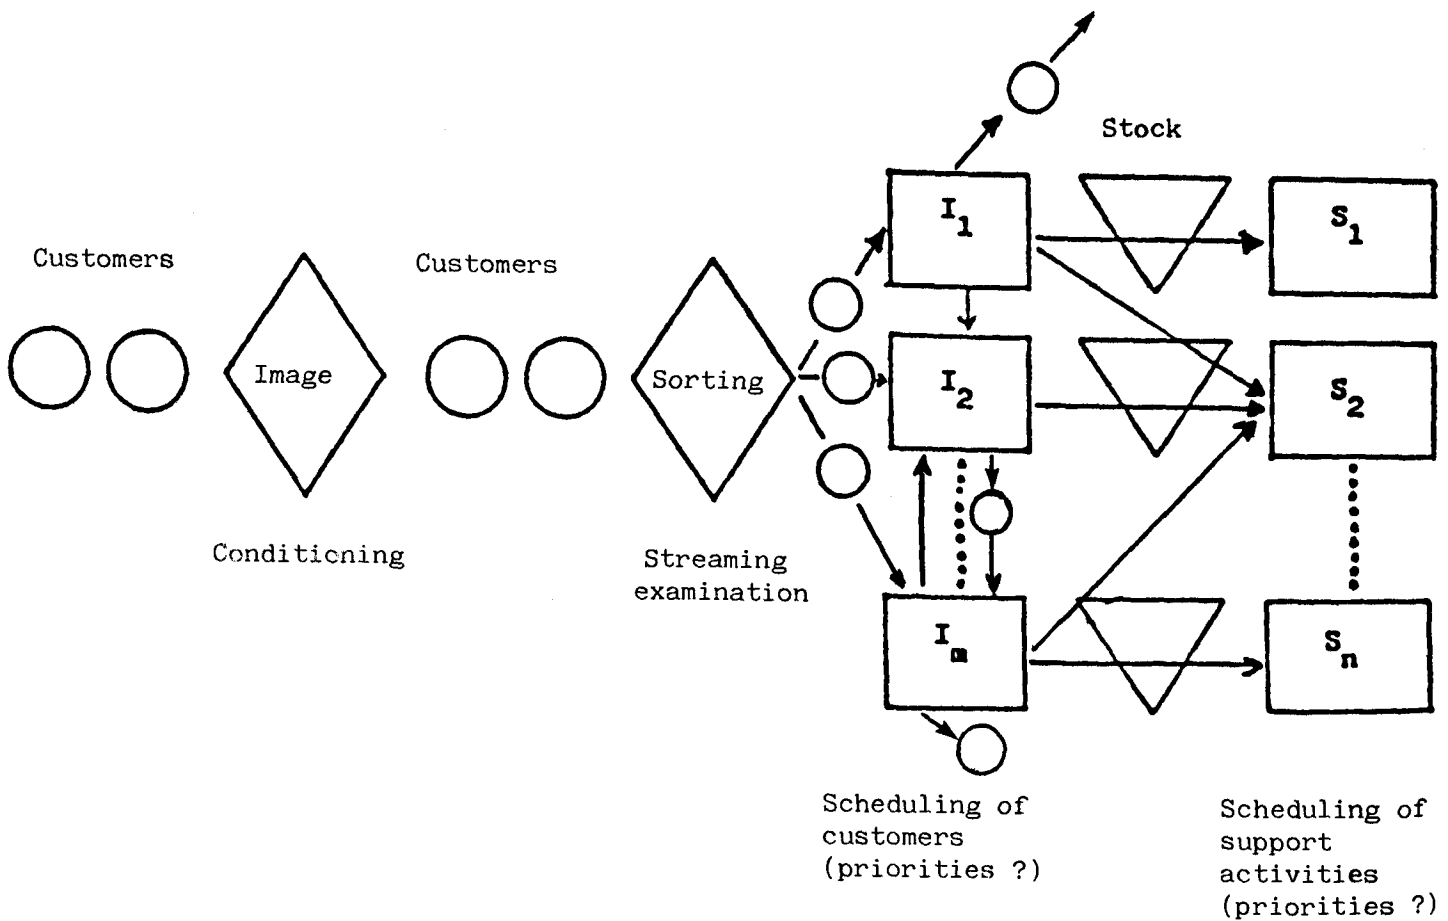 Stock
Customers
Customers
Image
Sorting
I1
S1
I2
S2
Im
Sn
Conditioning
Streaming
examination
Scheduling of
customers
(priorities ?)
Scheduling of
support
activities
(priorities ?)